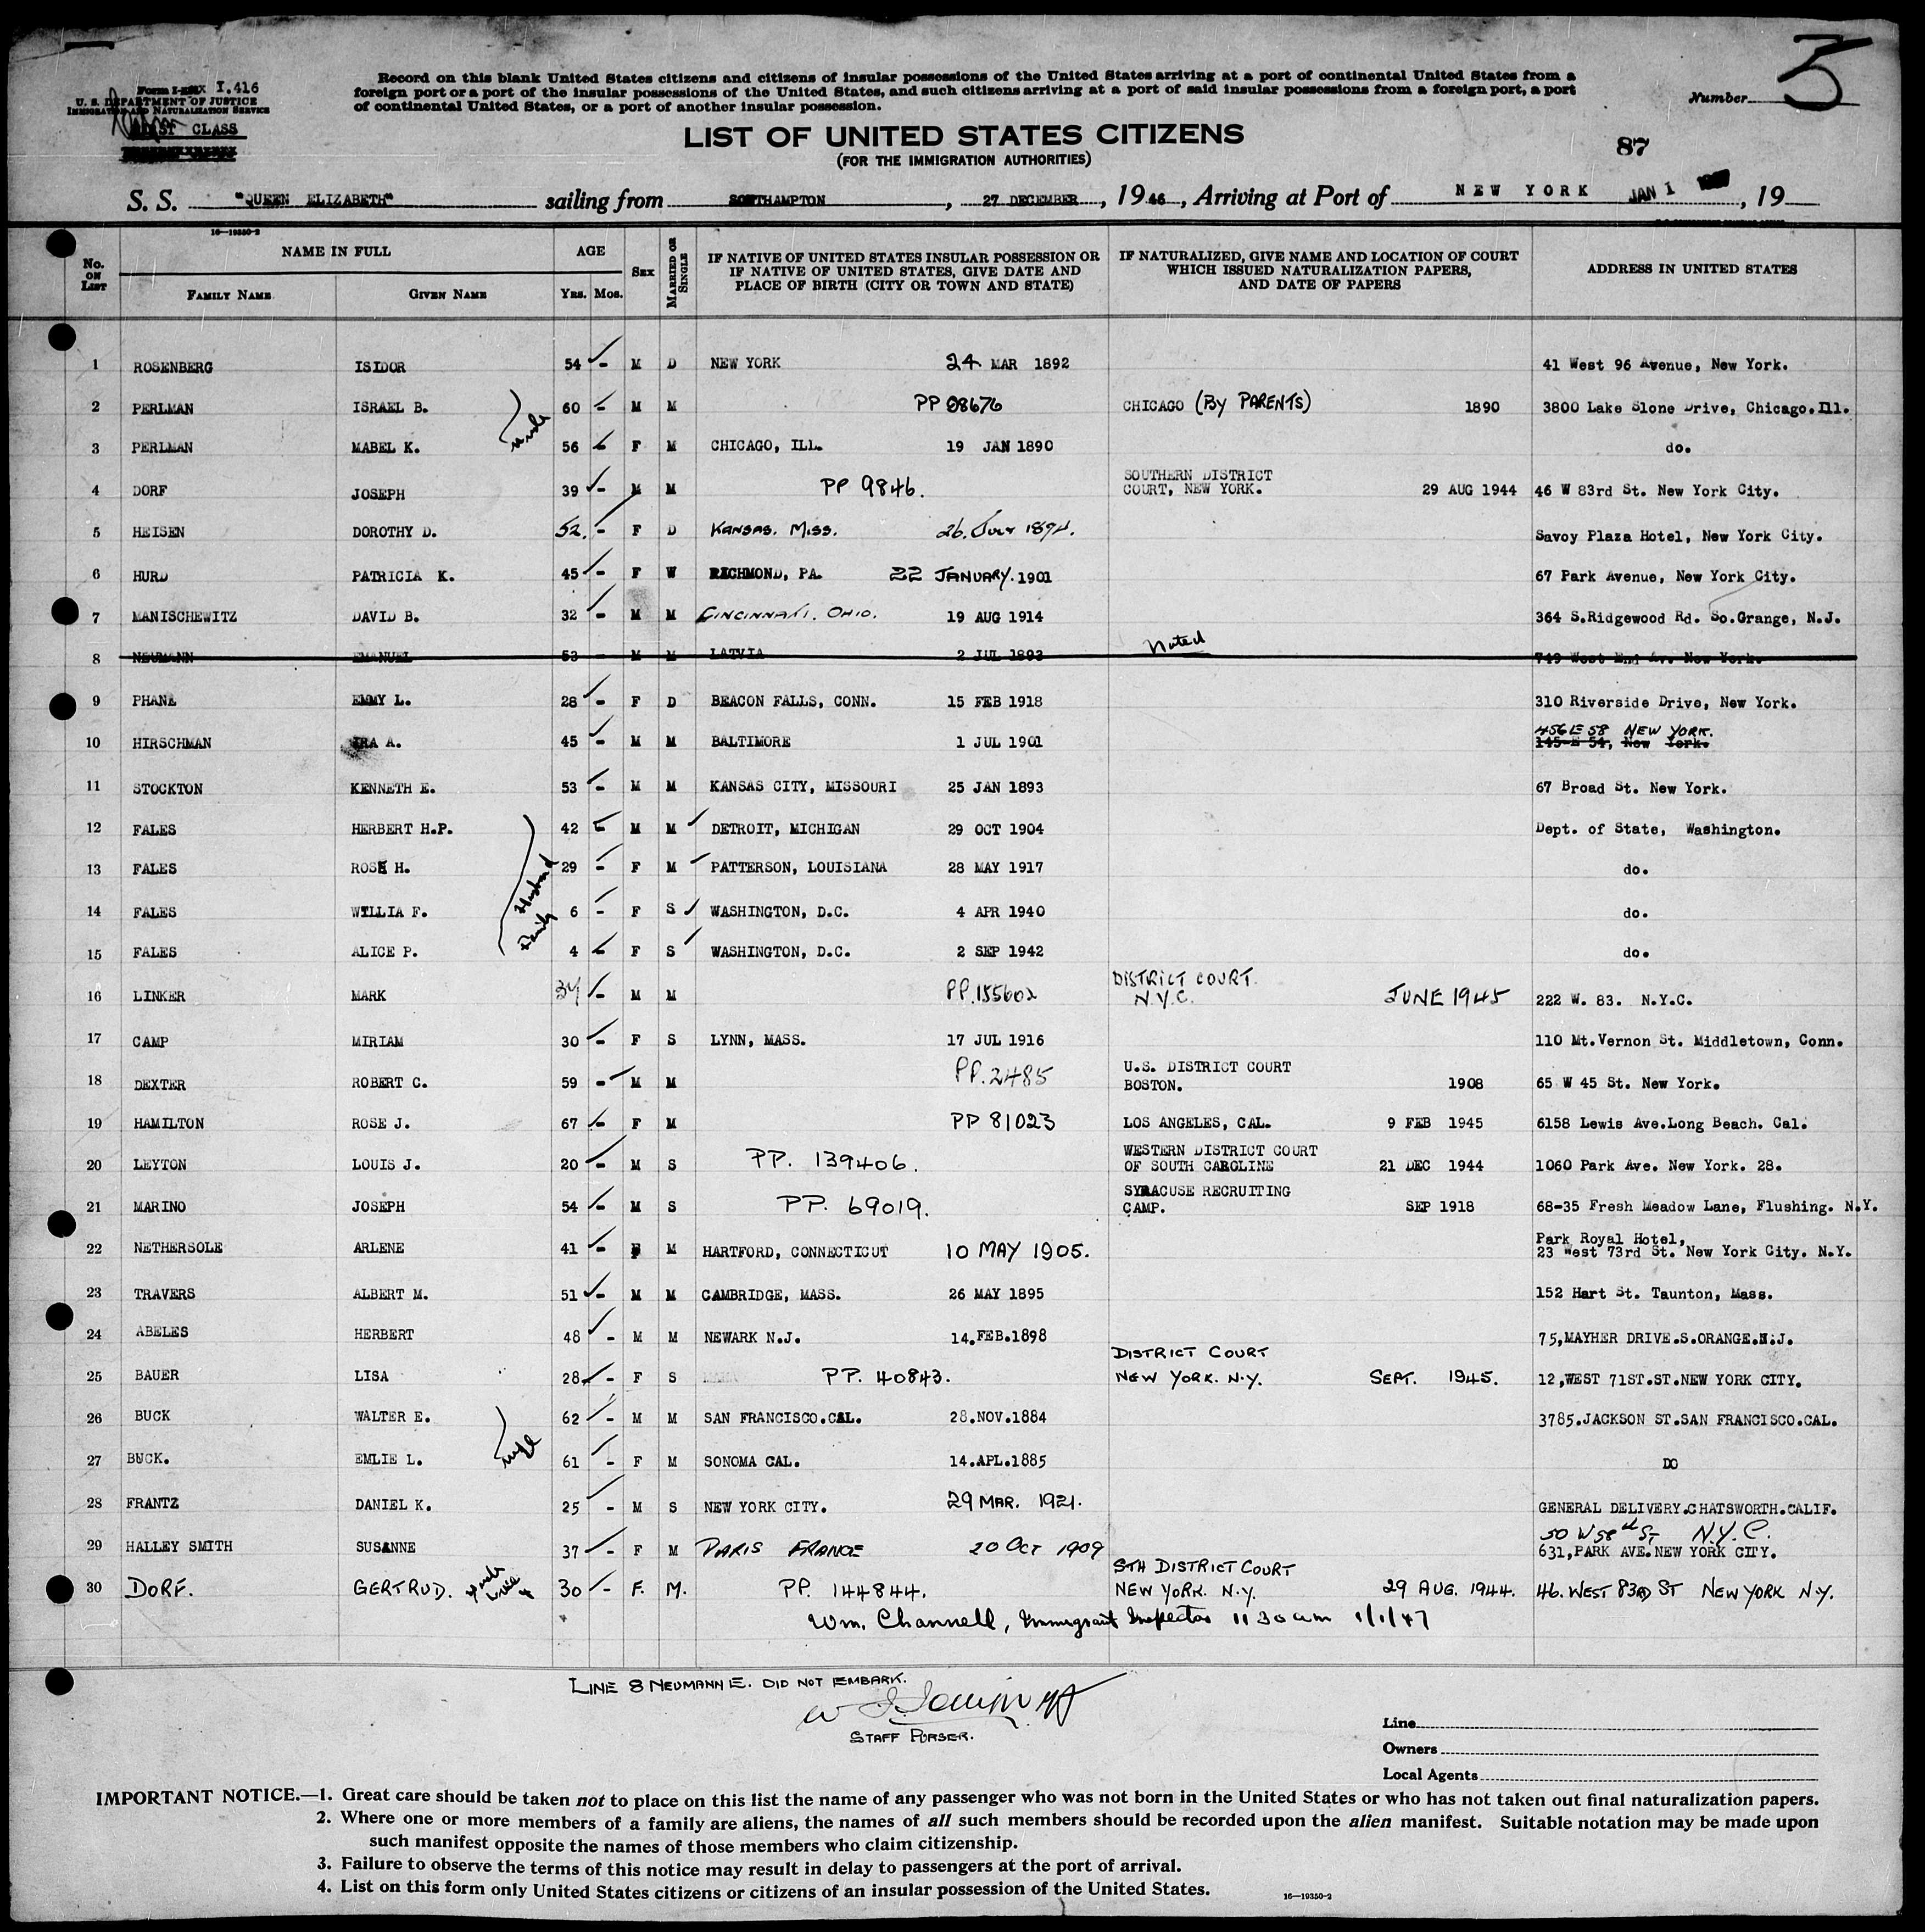 5
Form I-416
U. S. DEPARTMENT OF JUSTICE
IMMIGRATION AND NATURALIZATION SERVICE
CLASS
Record on this blank United States citizens and citizens of insular possessions of the United States arriving at a port of continental United States from a
foreign port or a port of the insular possessions of the United States, and such citizens arriving at a port of said insular possessions from a foreign port, a port
of continental United States, or a port of another insular possession.
Number
LIST OF UNITED STATES CITIZENS
(FOR THE IMMIGRATION AUTHORITIES)
87
S. S. "QUEEN ELIZABETH" sailing from SOUTHAMPTON, 27 DECEMBER, 1946, Arriving at Port of NEW YORK JAN 1, 19
16—19350-2
No. ON LIST NAME IN FULL AGE SEX MARRIED OR SINGLE IF NATIVE OF UNITED STATES INSULAR POSSESSION OR IF NATIVE OF UNITED STATES, GIVE DATE AND PLACE OF BIRTH (CITY OR TOWN AND STATE) IF NATURALIZED, GIVE NAME AND LOCATION OF COURT WHICH ISSUED NATURALIZATION PAPERS, AND DATE OF PAPERS ADDRESS IN UNITED STATES
FAMILY NAME GIVEN NAME Yrs. Mos.
1 ROSENBERG ISIDOR 54 - M D NEW YORK 24 MAR 1892 41 West 96 Avenue, New York.
2 PERLMAN ISRAEL B. 60 - M M PP 98676 CHICAGO (BY PARENTS) 1890 3800 Lake Slone Drive, Chicago.Ill.
3 PERLMAN MABEL K. 56 - F M CHICAGO, ILL. 19 JAN 1890 do.
4 DORF JOSEPH 39 - M M PP 9846. SOUTHERN DISTRICT COURT, NEW YORK. 29 AUG 1944 46 W 83rd St. New York City.
5 HEISEN DOROTHY D. 52. - F D KANSAS. MISS. 26. JULY 1894. Savoy Plaza Hotel, New York City.
6 HURD PATRICIA K. 45 - F W RICHMOND, PA. 22 JANUARY.1901 67 Park Avenue, New York City.
7 MANISCHEWITZ DAVID B. 32 - M M CINCINNATI. OHIO. 19 AUG 1914 364 S.Ridgewood Rd. So.Grange, N.J.
8 NEUMANN EMANUEL 53 - M M LATVIA 2 JUL 1893 Noted 749 West End Av. New York.
9 PHANE EMMY L. 28 - F D BEACON FALLS, CONN. 15 FEB 1918 310 Riverside Drive, New York.
10 HIRSCHMAN IRA A. 45 - M M BALTIMORE 1 JUL 1901 456 E 58 NEW YORK. 145-E 54, New York.
11 STOCKTON KENNETH E. 53 - M M KANSAS CITY, MISSOURI 25 JAN 1893 67 Broad St. New York.
12 FALES HERBERT H.P. 42 - M M DETROIT, MICHIGAN 29 OCT 1904 Dept. of State, Washington.
13 FALES ROSE H. 29 - F M PATTERSON, LOUISIANA 28 MAY 1917 do.
14 FALES WILLIA F. 6 - F S WASHINGTON, D.C. 4 APR 1940 do.
Husband Family
15 FALES ALICE P. 4 - F S WASHINGTON, D.C. 2 SEP 1942 do.
16 LINKER MARK 34 - M M PP.155602 DISTRICT COURT. N.Y.C. JUNE 1945 222 W. 83. N.Y.C.
17 CAMP MIRIAM 30 - F S LYNN, MASS. 17 JUL 1916 110 Mt.Vernon St. Middletown, Conn.
18 DEXTER ROBERT C. 59 - M M PP.2485 U.S. DISTRICT COURT BOSTON. 1908 65 W 45 St. New York.
19 HAMILTON ROSE J. 67 - F M PP 81023 LOS ANGELES, CAL. 9 FEB 1945 6158 Lewis Ave.Long Beach. Cal.
20 LEYTON LOUIS J. 20 - M S PP. 139406. WESTERN DISTRICT COURT OF SOUTH CAROLINE 21 DEC 1944 1060 Park Ave. New York. 28.
21 MARINO JOSEPH 54 - M S PP. 69019. SYRACUSE RECRUITING CAMP. SEP 1918 68-35 Fresh Meadow Lane, Flushing. N.Y.
22 NETHERSOLE ARLENE 41 - F M HARTFORD, CONNECTICUT 10 MAY 1905. Park Royal Hotel, 23 West 73rd St. New York City. N.Y.
23 TRAVERS ALBERT M. 51 - M M CAMBRIDGE, MASS. 26 MAY 1895 152 Hart St. Taunton, Mass.
24 ABELES HERBERT 48 - M M NEWARK N.J. 14.FEB.1898 75,MAYHER DRIVE.S.ORANGE.N.J.
25 BAUER LISA 28 - F S PP. 40843. DISTRICT COURT NEW YORK. N.Y. SEPT. 1945. 12,WEST 71ST.ST.NEW YORK CITY.
26 BUCK WALTER E. 62 - M M SAN FRANCISCO.CAL. 28.NOV.1884 3785.JACKSON ST.SAN FRANCISCO.CAL.
27 BUCK. EMLIE L. wife 61 - F M SONOMA CAL. 14.APL.1885 DO
28 FRANTZ DANIEL K. 25 - M S NEW YORK CITY. 29 MAR. 1921. GENERAL DELIVERY.CHATSWORTH.CALIF.
29 HALLEY SMITH SUSANNE 37 - F M PARIS FRANCE 20 OCT 1909 50 W 58th St N.Y.C. 631,PARK AVE.NEW YORK CITY.
30 DORF. GERTRUD. 30 - F. M. PP. 144844. STH DISTRICT COURT NEW YORK. N.Y. 29 AUG. 1944. 46. WEST 83RD ST NEW YORK N.Y.
Wm. Channell, Immigrant Inspector 11 30 am 1/1/47
LINE 8 NEUMANN E. DID NOT EMBARK.
STAFF PURSER.
Line
Owners
Local Agents
IMPORTANT NOTICE.—1. Great care should be taken not to place on this list the name of any passenger who was not born in the United States or who has not taken out final naturalization papers.
2. Where one or more members of a family are aliens, the names of all such members should be recorded upon the alien manifest. Suitable notation may be made upon
such manifest opposite the names of those members who claim citizenship.
3. Failure to observe the terms of this notice may result in delay to passengers at the port of arrival.
4. List on this form only United States citizens or citizens of an insular possession of the United States.
16—19350-2